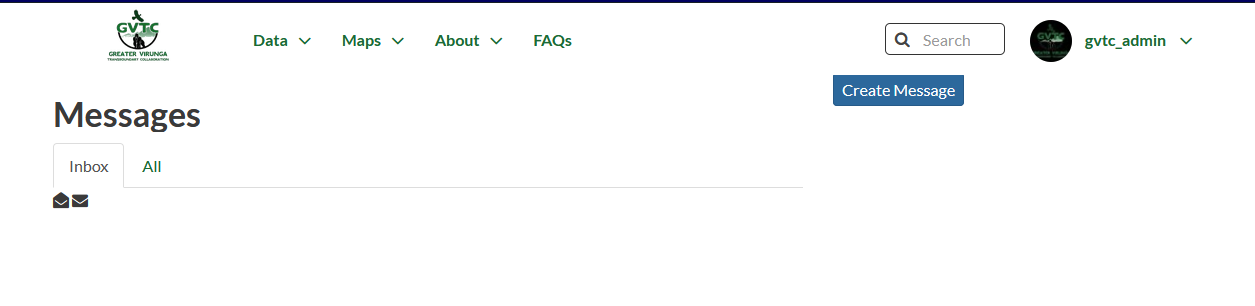 GVTC
GREATER VIRUNGA
TRANSBOUNDARY COLLABORATION
Data Maps About FAQs
Search
gvtc_admin
Create Message
Messages
Inbox All